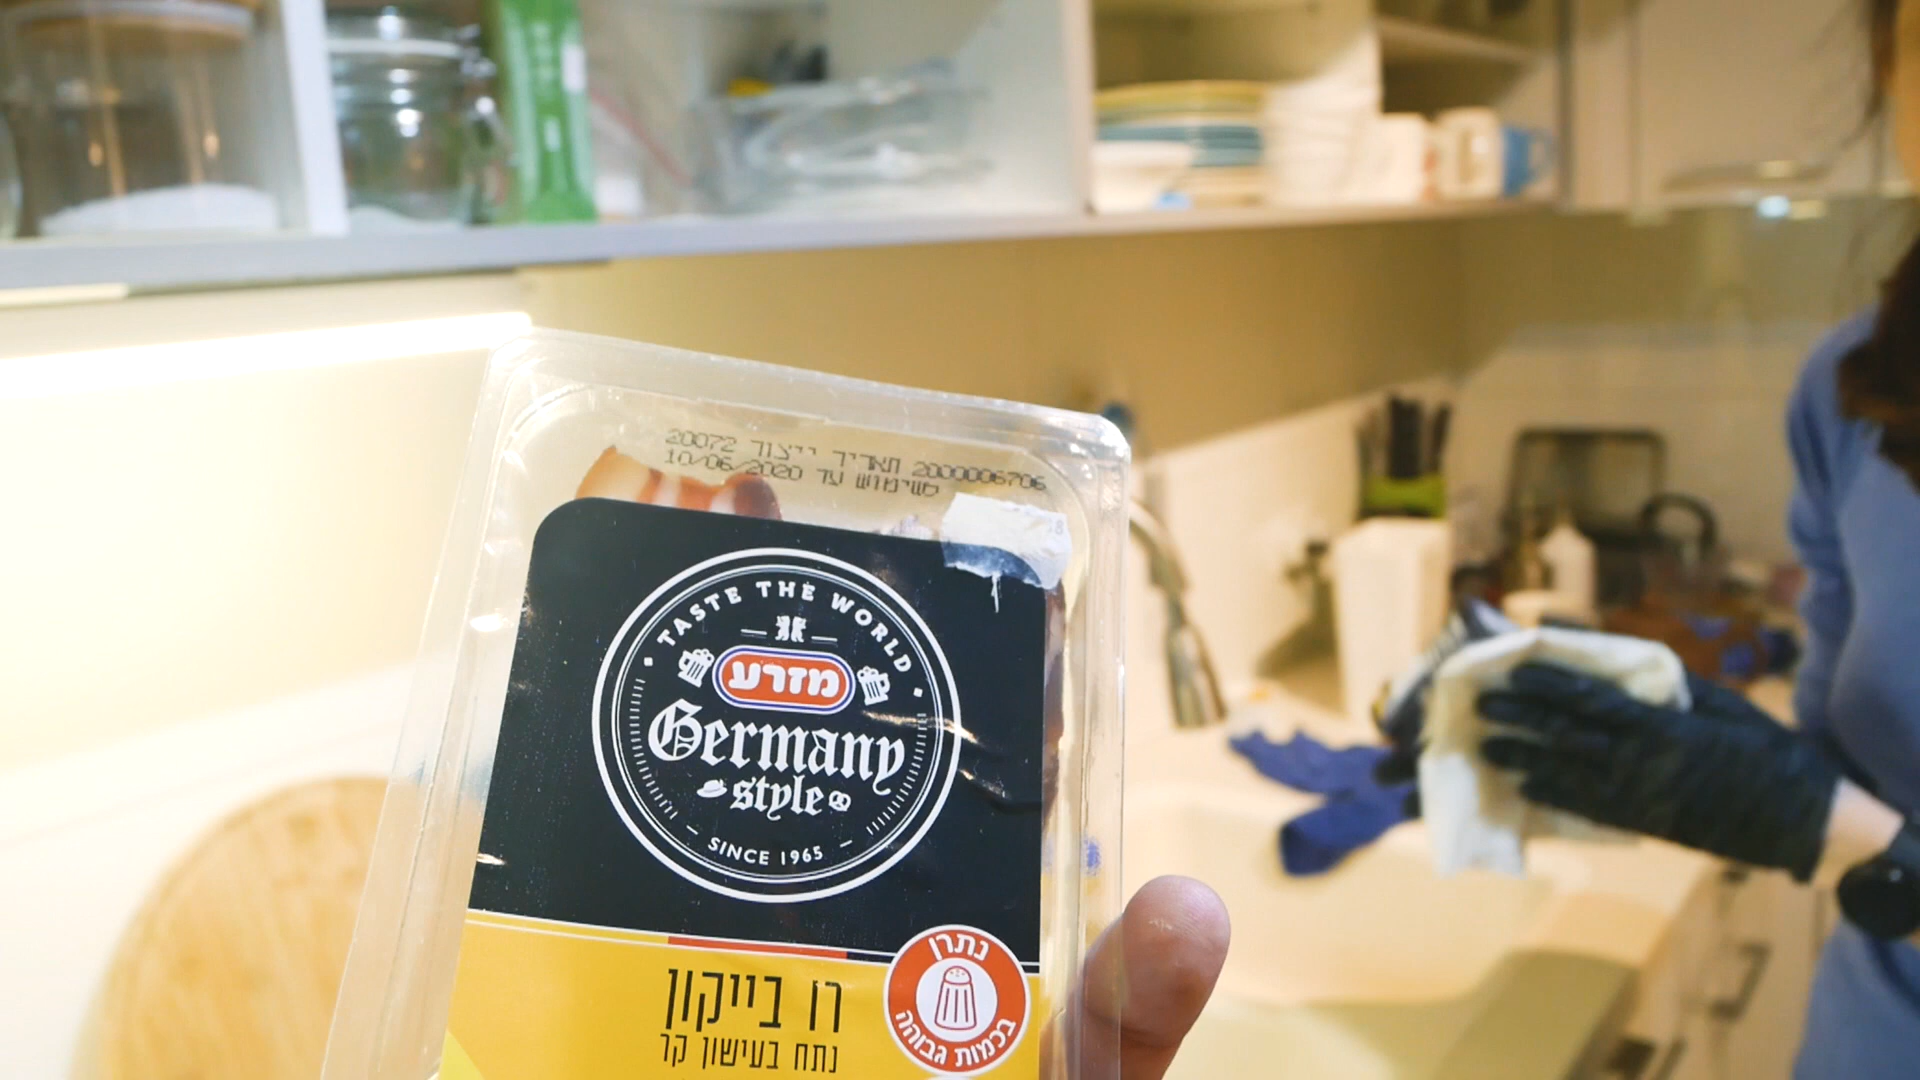 20072 תאריך ייצור 2000006706
10/06/2020 לשימוש עד
TASTE THE WORLD
מזרע
Germany
style
SINCE 1965
נתרן
בכמות גבוהה
רו בייקון
נתח בעישון קר